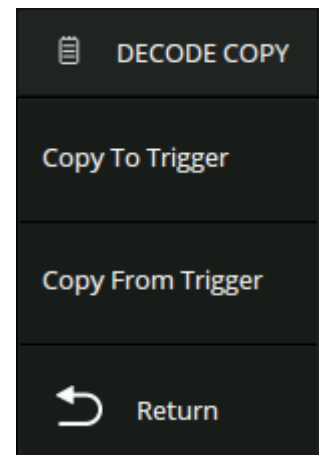 DECODE COPY
Copy To Trigger
Copy From Trigger
Return